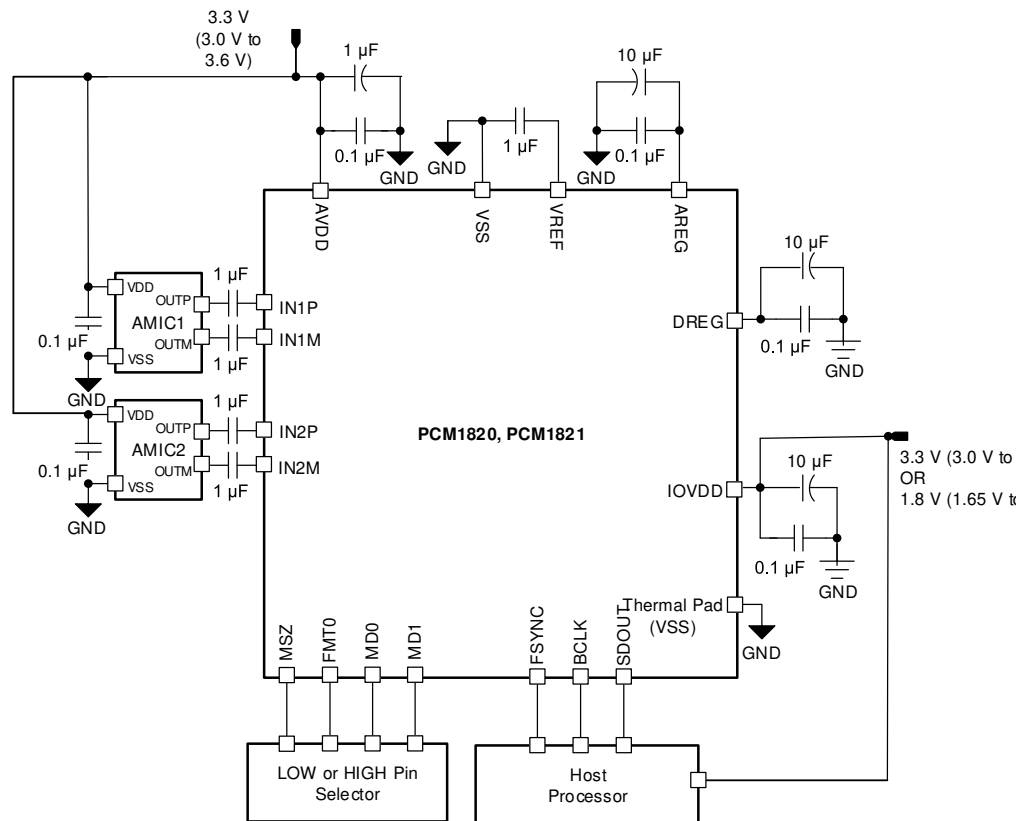 3.3 V
(3.0 V to
3.6 V)
1 µF
0.1 µF
GND
GND
1 µF
10 µF
0.1 µF
GND
AVDD
VSS
VREF
AREG
VDD
OUTP
AMIC1
OUTM
VSS
0.1 µF
GND
1 µF
1 µF
IN1P
IN1M
VDD
OUTP
AMIC2
OUTM
VSS
0.1 µF
GND
1 µF
1 µF
IN2P
IN2M
PCM1820, PCM1821
DREG
10 µF
0.1 µF
GND
IOVDD
10 µF
0.1 µF
GND
3.3 V (3.0 V to
OR
1.8 V (1.65 V to
Thermal Pad
(VSS)
GND
MSZ
FMT0
MD0
MD1
FSYNC
BCLK
SDOUT
LOW or HIGH Pin
Selector
Host
Processor